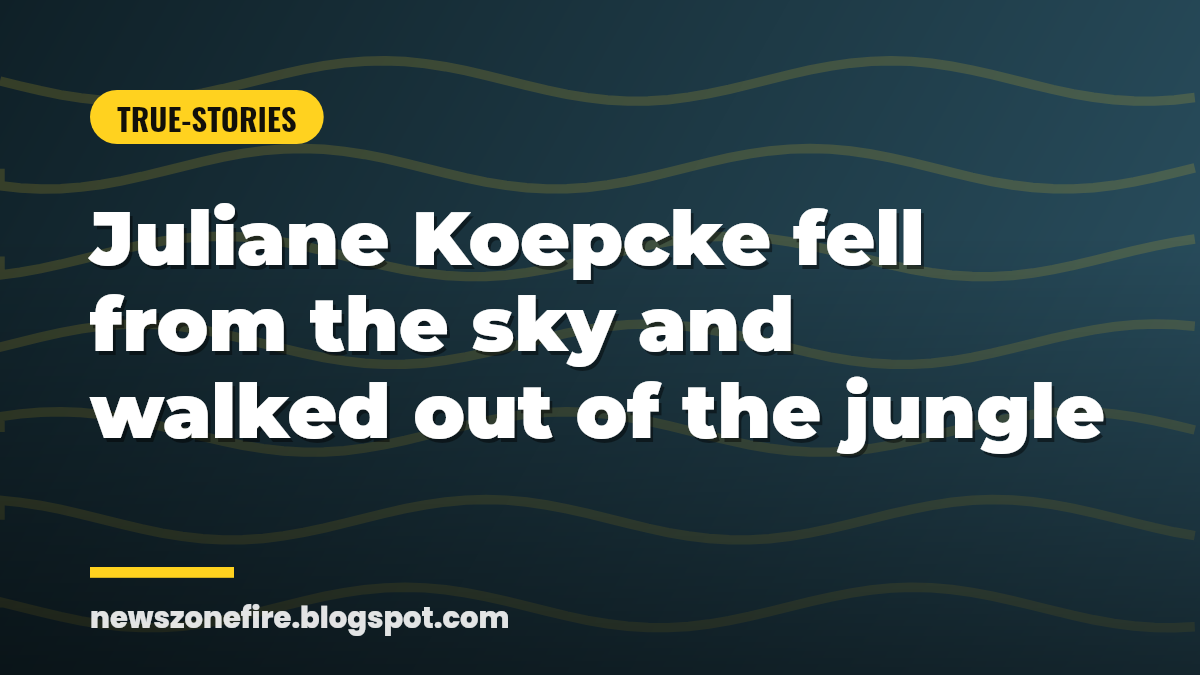 TRUE-STORIES
Juliane Koepcke fell
from the sky and
walked out of the jungle
newszonefire.blogspot.com